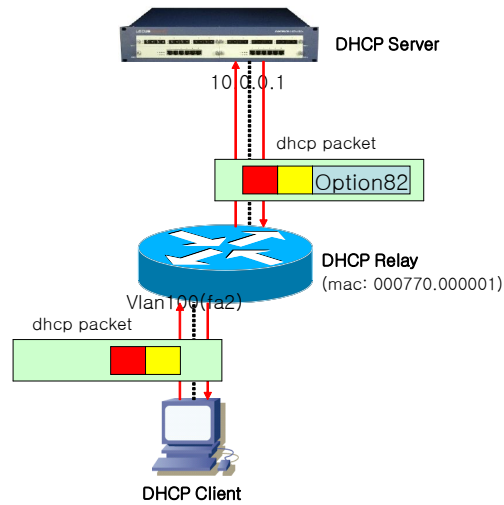 DHCP Server
10.0.0.1
dhcp packet
Option82
DHCP Relay
(mac: 000770.000001)
Vlan100(fa2)
dhcp packet
DHCP Client